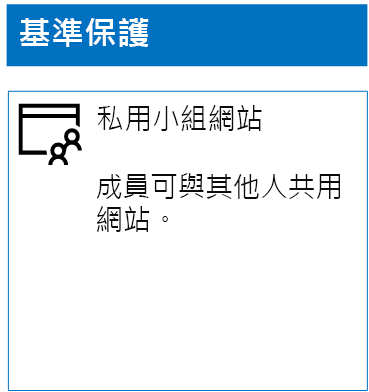 基準保護
私用小組網站
成員可與其他人共用
網站。